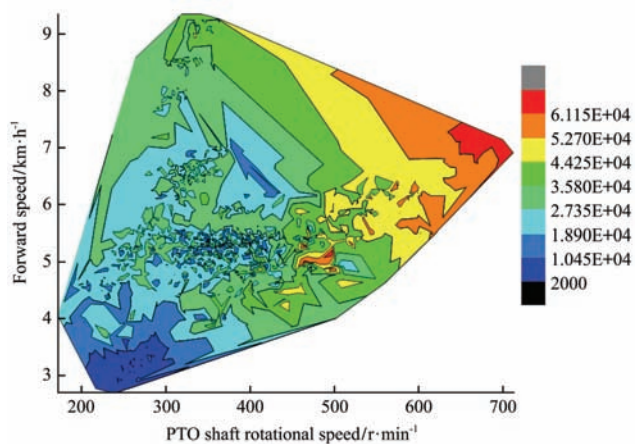 9
8
7
6
5
4
3
Forward speed/km·h⁻¹
200
300
400
500
600
700
PTO shaft rotational speed/r·min⁻¹
6.115E+04
5.270E+04
4.425E+04
3.580E+04
2.735E+04
1.890E+04
1.045E+04
2000